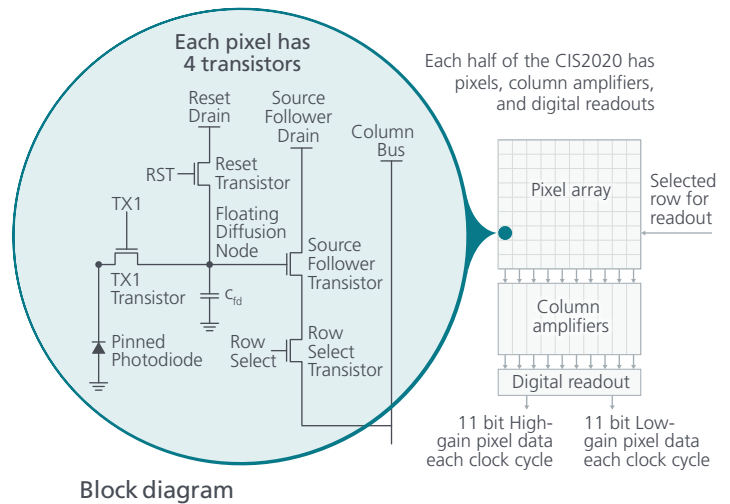 Each pixel has
4 transistors
Reset
Drain
Source
Follower
Drain
Column
Bus
RST
Reset
Transistor
TX1
Floating
Diffusion
Node
TX1
Transistor
Source
Follower
Transistor
Cfd
Pinned
Photodiode
Row
Select
Row
Select
Transistor
Each half of the CIS2020 has
pixels, column amplifiers,
and digital readouts
Pixel array
Selected
row for
readout
Column
amplifiers
Digital readout
11 bit High-
gain pixel data
each clock cycle
11 bit Low-
gain pixel data
each clock cycle
Block diagram